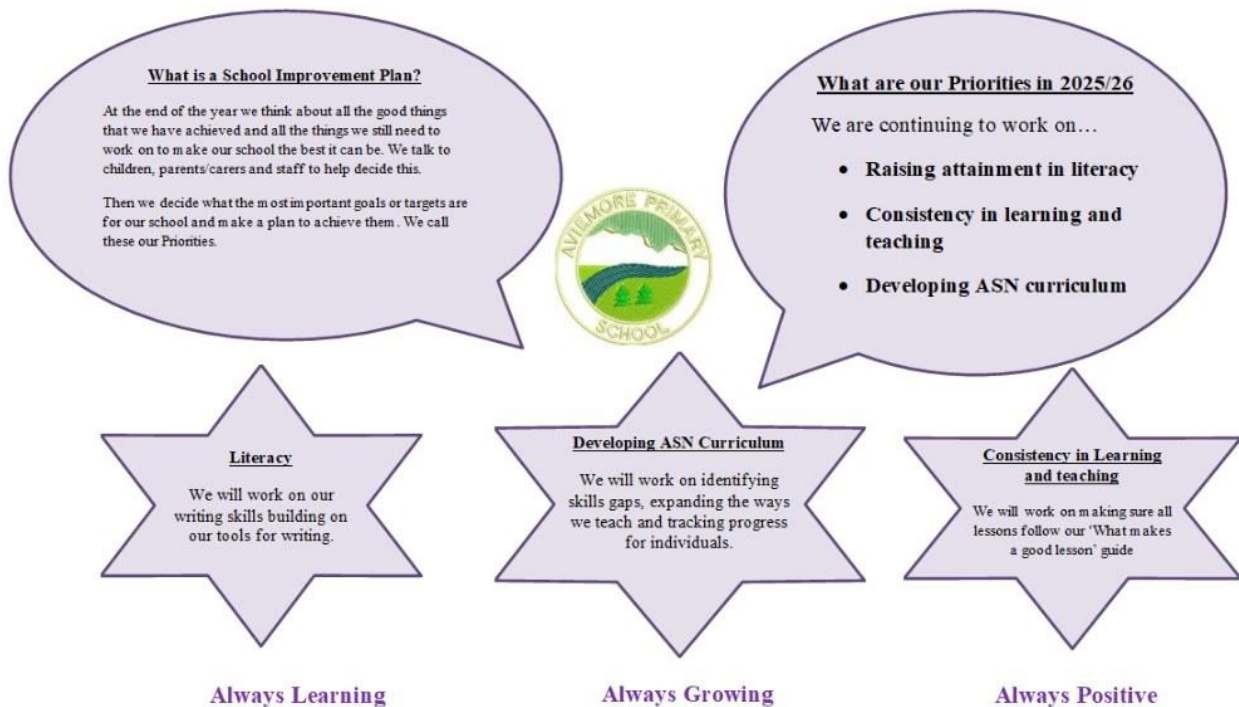 What is a School Improvement Plan?
At the end of the year we think about all the good things
that we have achieved and all the things we still need to
work on to make our school the best it can be. We talk to
children, parents/carers and staff to help decide this.
Then we decide what the most important goals or targets are
for our school and make a plan to achieve them. We call
these our Priorities.
What are our Priorities in 2025/26
We are continuing to work on…
• Raising attainment in literacy
• Consistency in learning and
teaching
• Developing ASN curriculum
AVIEMORE PRIMARY
SCHOOL
Literacy
We will work on our
writing skills building on
our tools for writing.
Developing ASN Curriculum
We will work on identifying
skills gaps, expanding the ways
we teach and tracking progress
for individuals.
Consistency in Learning
and teaching
We will work on making sure all
lessons follow our ‘What makes
a good lesson’ guide
Always Learning
Always Growing
Always Positive